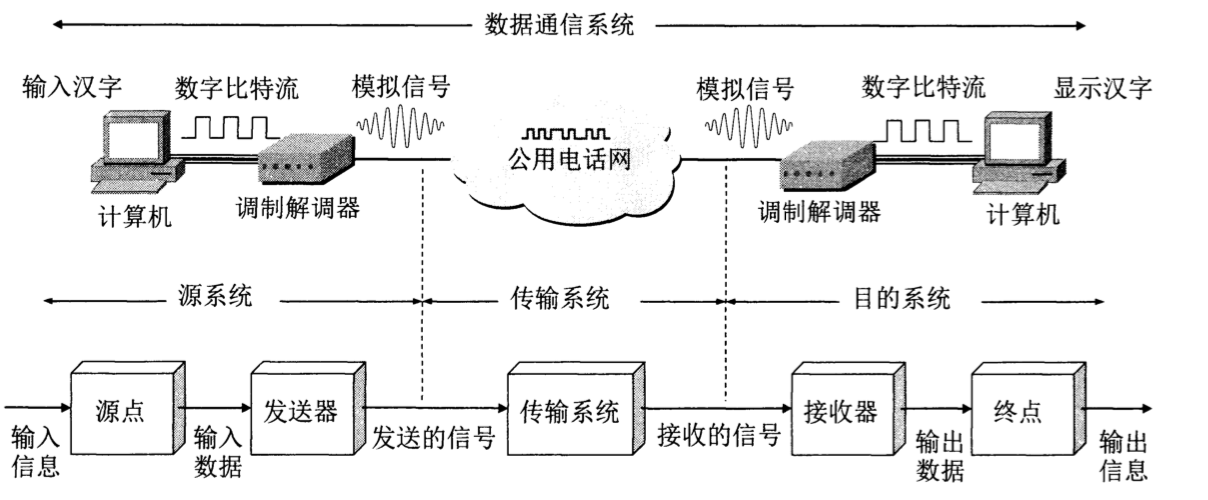 数据通信系统
输入汉字
数字比特流
模拟信号
模拟信号
数字比特流
显示汉字
公用电话网
计算机
调制解调器
调制解调器
计算机
源系统
传输系统
目的系统
源点
发送器
传输系统
接收器
终点
输入
信息
输入
数据
发送的信号
接收的信号
输出
数据
输出
信息